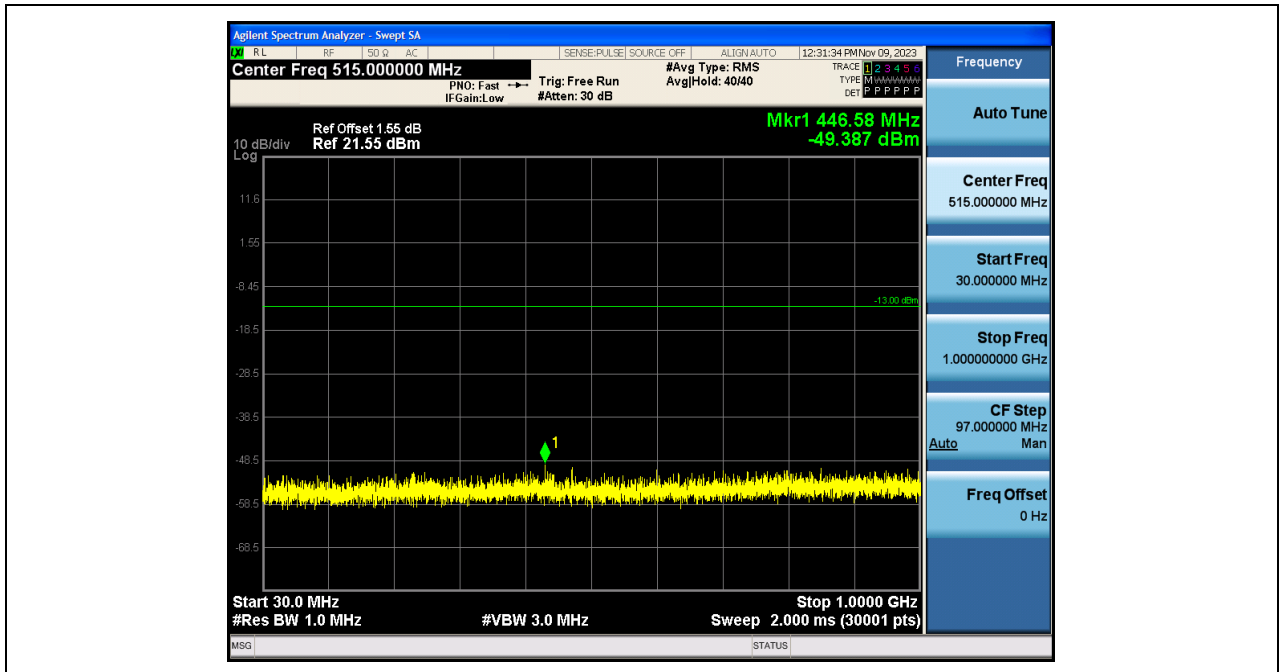 Agilent Spectrum Analyzer - Swept SA
LXI RL RF 50 Ω AC SENSE:PULSE SOURCE OFF ALIGN AUTO 12:31:34 PM Nov 09, 2023
Center Freq 515.000000 MHz
PNO: Fast
IFGain:Low
Trig: Free Run
#Atten: 30 dB
#Avg Type: RMS
Avg|Hold: 40/40
TRACE 1 2 3 4 5 6
TYPE M WWWWW
DET P P P P P P
Mkr1 446.58 MHz
-49.387 dBm
Ref Offset 1.55 dB
Ref 21.55 dBm
10 dB/div
Log
11.6
1.55
-8.45
-13.00 dBm
-18.5
-28.5
-38.5
1
-48.5
-58.5
-68.5
Start 30.0 MHz
Stop 1.0000 GHz
#Res BW 1.0 MHz
#VBW 3.0 MHz
Sweep 2.000 ms (30001 pts)
MSG
STATUS
Frequency
Auto Tune
Center Freq
515.000000 MHz
Start Freq
30.000000 MHz
Stop Freq
1.000000000 GHz
CF Step
97.000000 MHz
Auto Man
Freq Offset
0 Hz